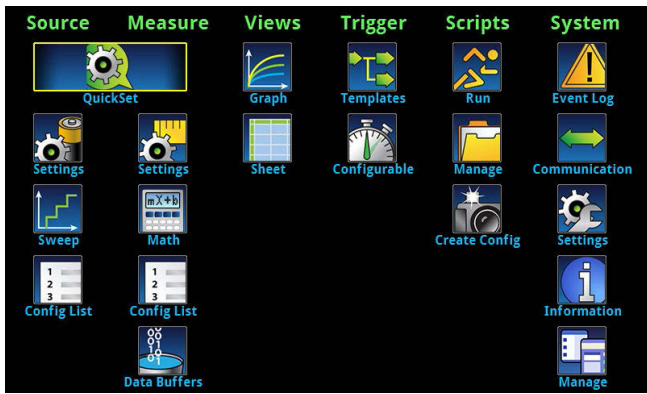 Source Measure Views Trigger Scripts System
QuickSet Graph Templates Run Event Log
Settings Settings Sheet Configurable Manage Communication
mX+b
Sweep Math Create Config Settings
1 1
2 2
3 3
Config List Config List Information
Data Buffers Manage